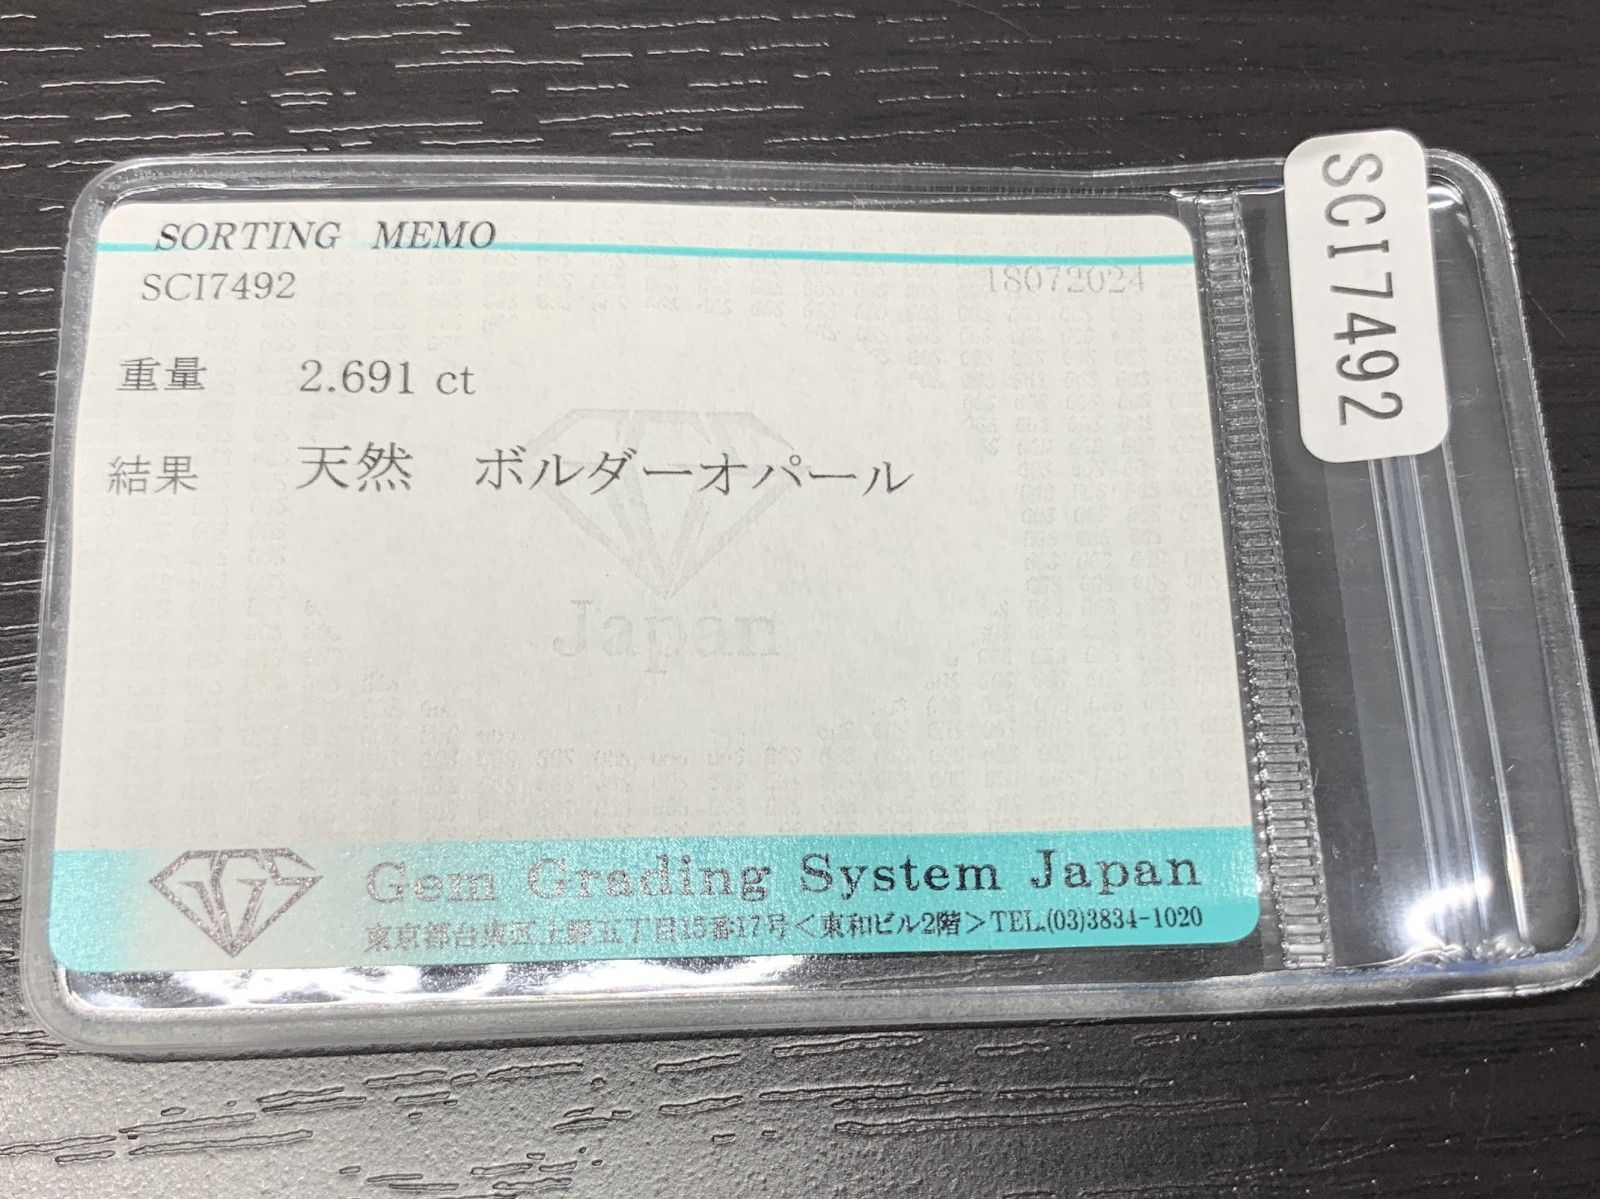 SORTING MEMO
SCI7492 18072024
重量 2.691 ct
結果 天然 ボルダーオパール
Japan
GGS Gem Grading System Japan
東京都台東区上野五丁目15番17号＜東和ビル2階＞TEL.(03)3834-1020
SCI7492